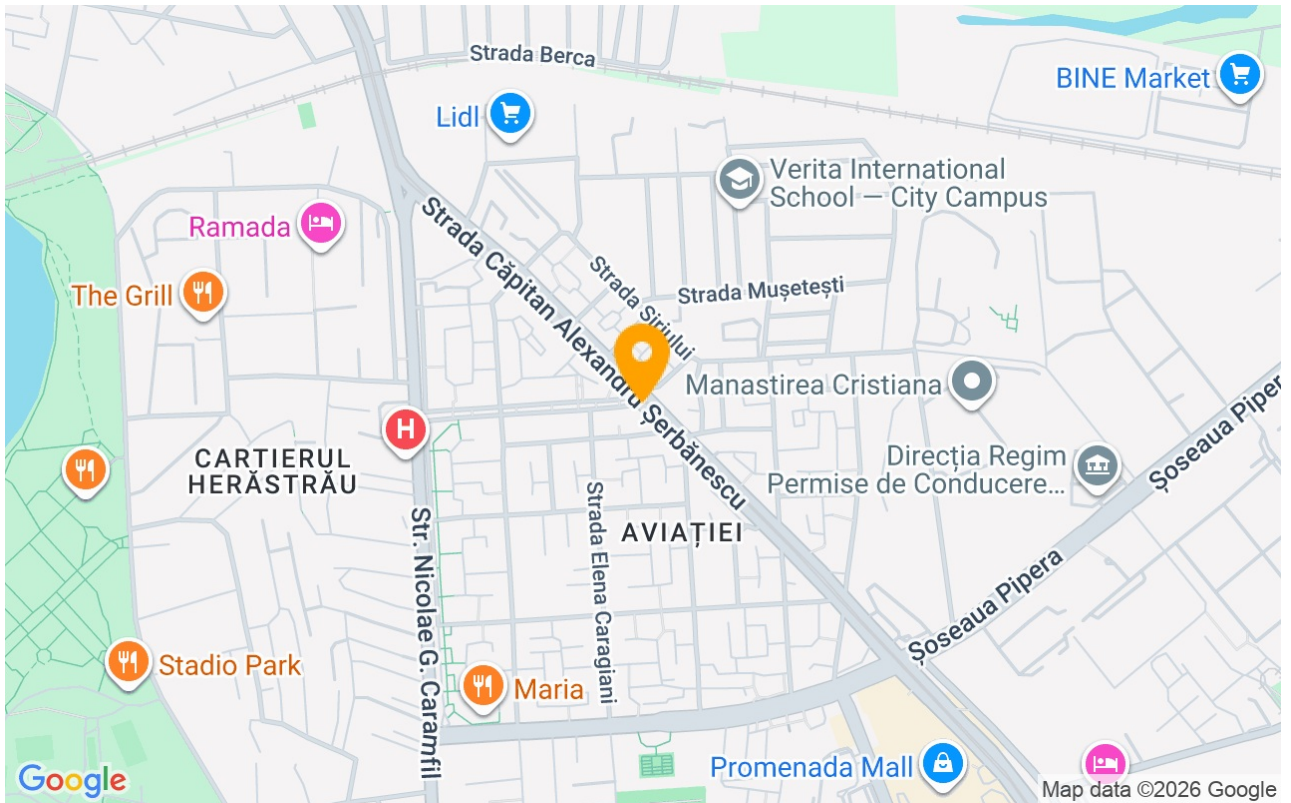 Strada Berca
BINE Market
Lidl
Verita International
School — City Campus
Ramada
Strada Căpitan Alexandru Șerbănescu
Strada Siriului
The Grill
Strada Mușetești
Manastirea Cristiana
H
CARTIERUL
HERĂSTRĂU
Direcția Regim
Permise de Conducere...
Șoseaua Pipera
Str. Nicolae G. Caramfil
Strada Elena Caragiani
AVIAȚIEI
Șoseaua Pipera
Stadio Park
Maria
Promenada Mall
Google
Map data ©2026 Google